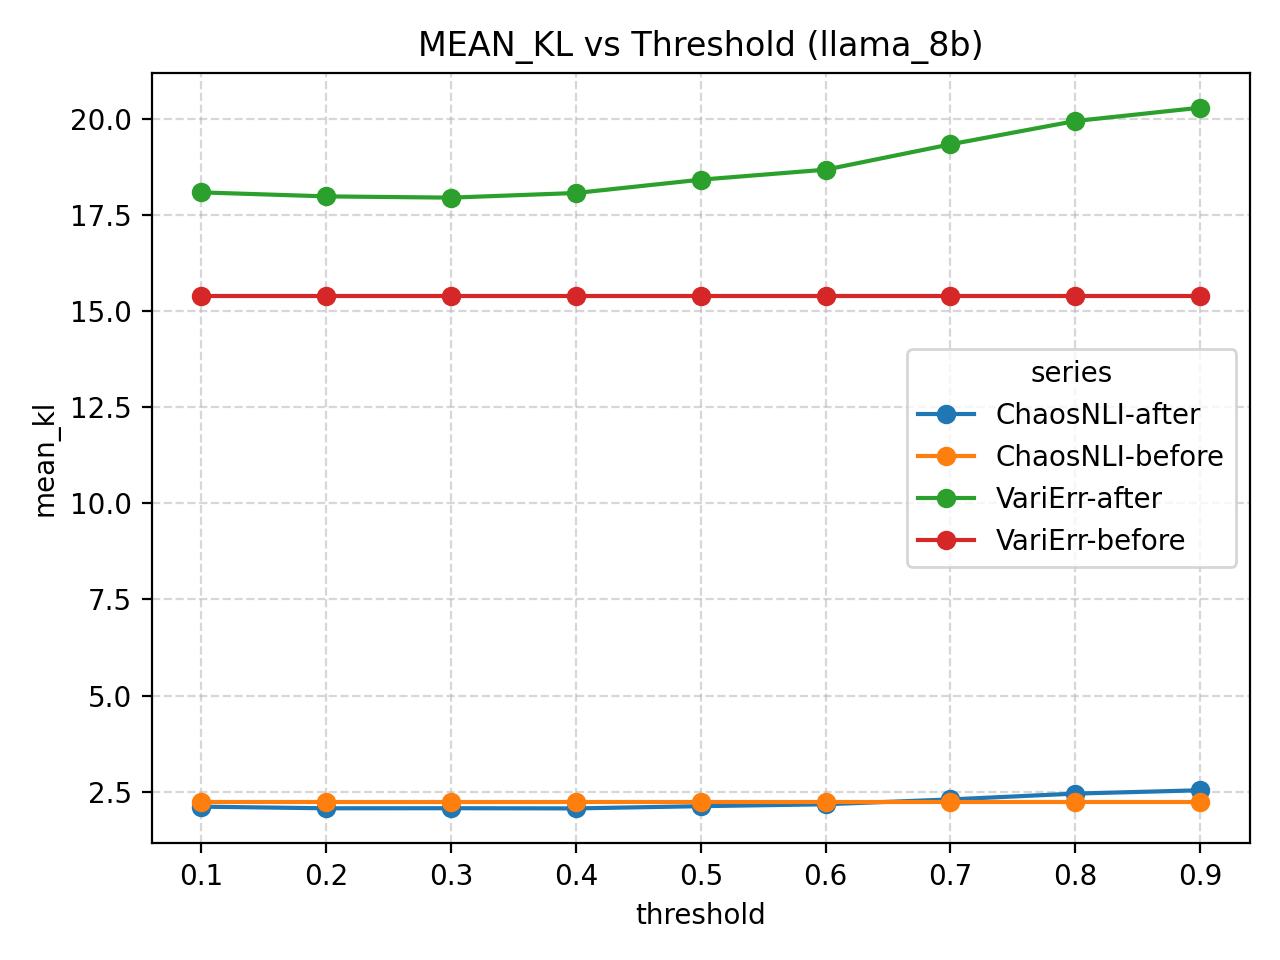 MEAN_KL vs Threshold (llama_8b)
mean_kl
20.0
17.5
15.0
12.5
10.0
7.5
5.0
2.5
series
ChaosNLI-after
ChaosNLI-before
VariErr-after
VariErr-before
0.1 0.2 0.3 0.4 0.5 0.6 0.7 0.8 0.9
threshold